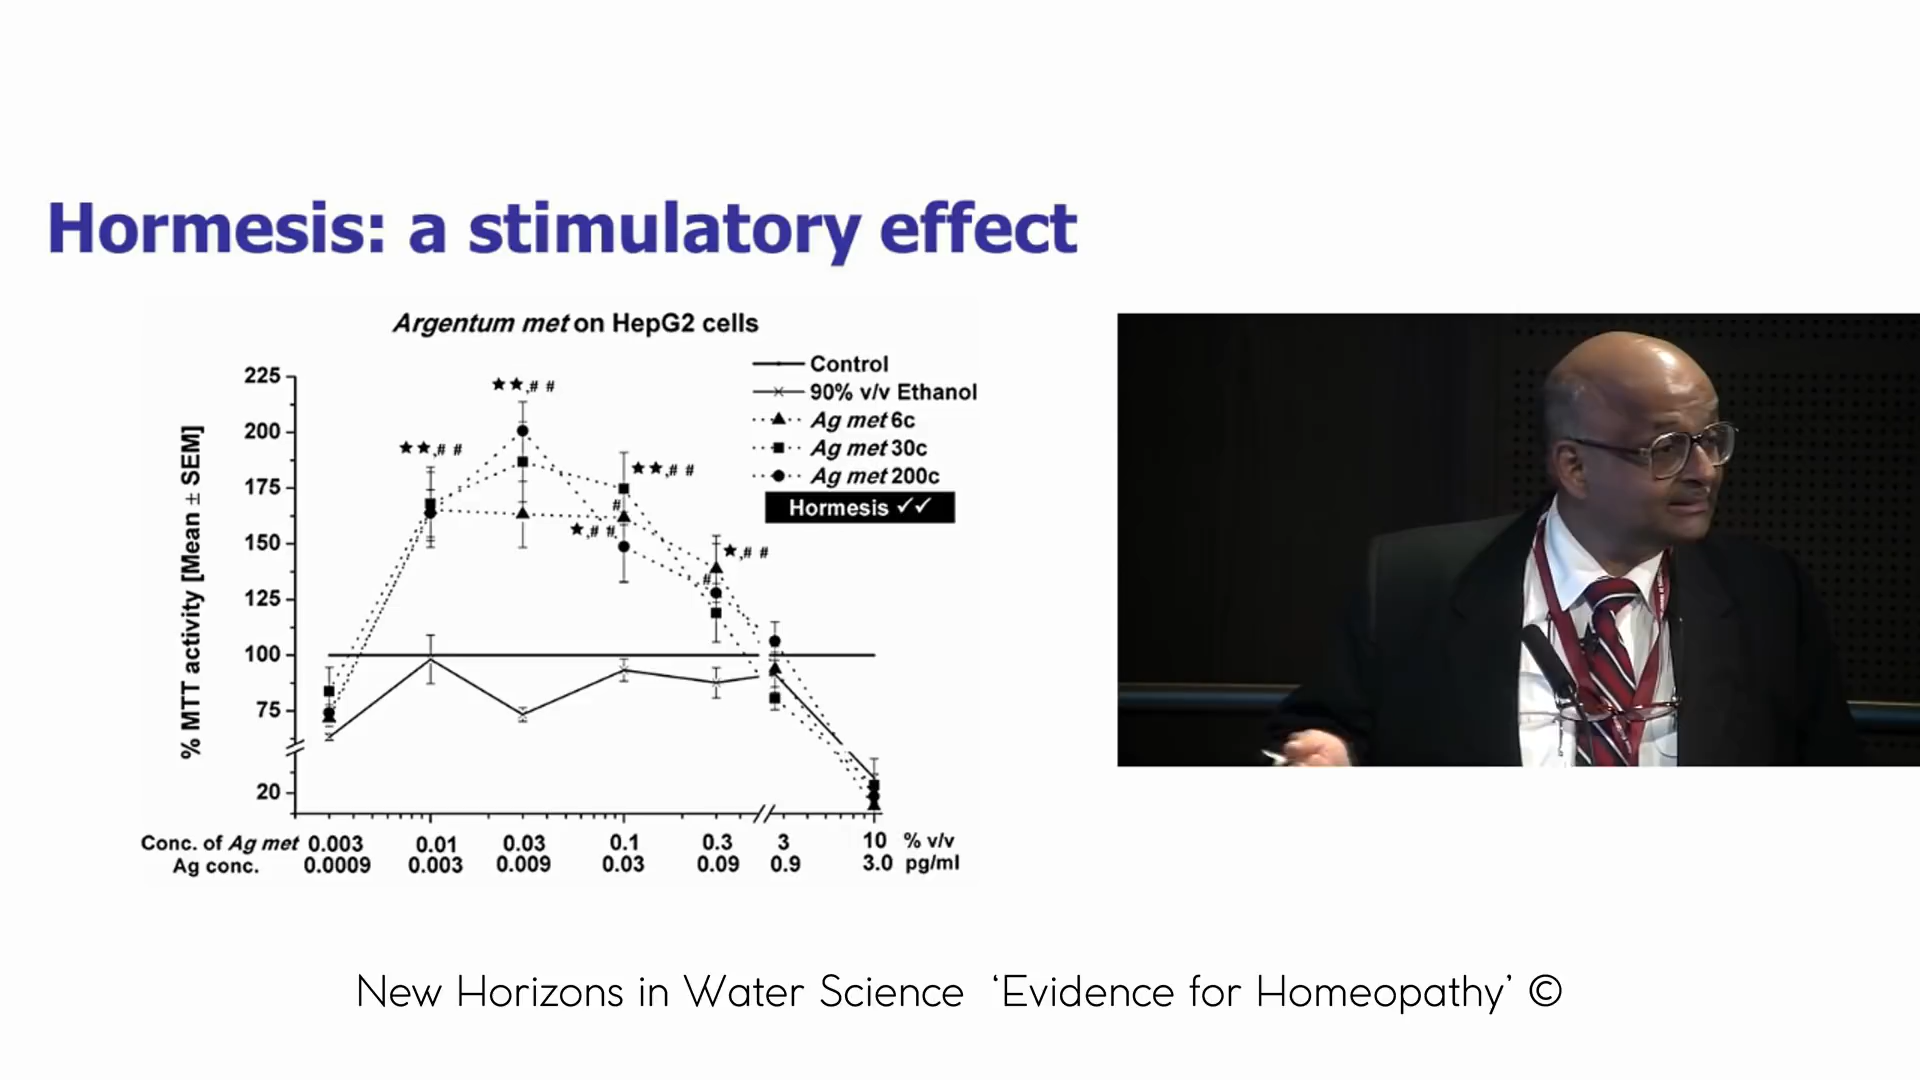 Hormesis: a stimulatory effect
Argentum met on HepG2 cells
Control
90% v/v Ethanol
Ag met 6c
Ag met 30c
Ag met 200c
Hormesis ✓✓
% MTT activity [Mean ± SEM]
225
200
175
150
125
100
75
20
★★,# #
★★,# #
★★,# #
#
★,# #
★,# #
#
Conc. of Ag met 0.003 0.01 0.03 0.1 0.3 3 10 % v/v
Ag conc. 0.0009 0.003 0.009 0.03 0.09 0.9 3.0 pg/ml
New Horizons in Water Science ‘Evidence for Homeopathy’ ©